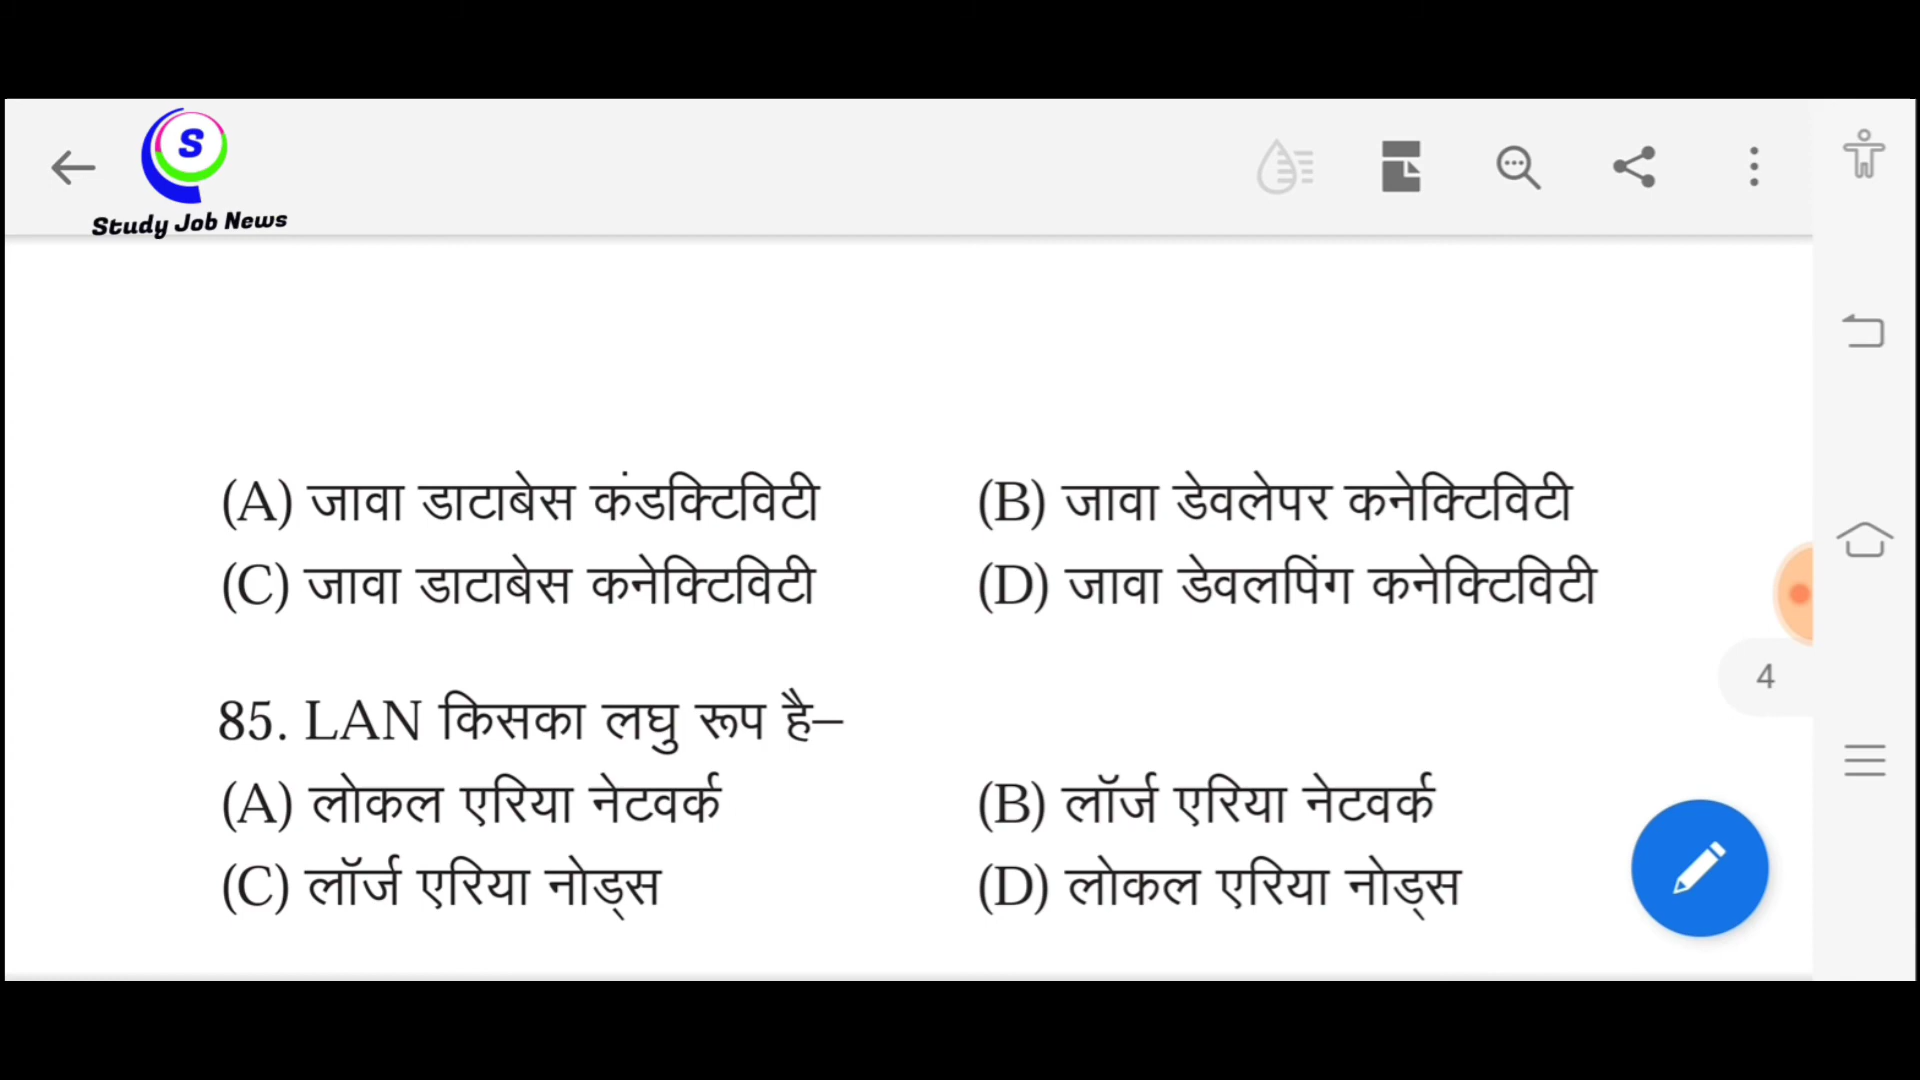 S
Study Job News
(A) जावा डाटाबेस कंडक्टिविटी (B) जावा डेवलेपर कनेक्टिविटी
(C) जावा डाटाबेस कनेक्टिविटी (D) जावा डेवलपिंग कनेक्टिविटी
4
85. LAN किसका लघु रूप है–
(A) लोकल एरिया नेटवर्क (B) लॉर्ज एरिया नेटवर्क
(C) लॉर्ज एरिया नोड्स (D) लोकल एरिया नोड्स